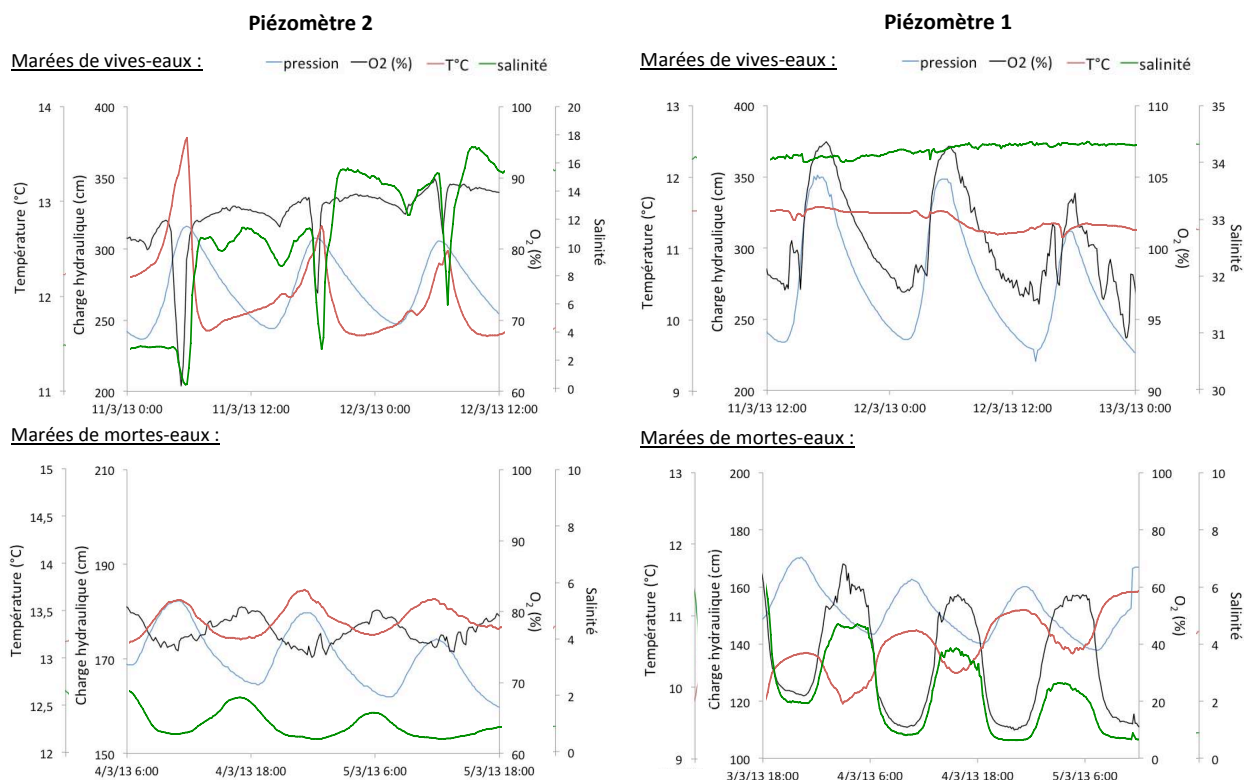 Piézomètre 2
Marées de vives-eaux :
pression O2 (%) T°C salinité
14 400 100 20
18
16
13 350 90 14
12
300 80 10
8
12 250 70 6
4
2
11 200 60 0
Température (°C)
Charge hydraulique (cm)
O2 (%)
Salinité
11/3/13 0:00 11/3/13 12:00 12/3/13 0:00 12/3/13 12:00
Marées de mortes-eaux :
15 210 100 10
14,5
14 190 90 8
13,5 80 6
13 170 4
12,5 70 2
12 150 60 0
Température (°C)
Charge hydraulique (cm)
O2 (%)
Salinité
4/3/13 6:00 4/3/13 18:00 5/3/13 6:00 5/3/13 18:00
Piézomètre 1
Marées de vives-eaux :
pression O2 (%) T°C salinité
13 400 110 35
12 350 105 34
11 300 100 33
32
10 250 95 31
9 200 90 30
Température (°C)
Charge hydraulique (cm)
O2 (%)
Salinité
11/3/13 12:00 12/3/13 0:00 12/3/13 12:00 13/3/13 0:00
Marées de mortes-eaux :
13 200 100 10
12 180 80 8
11 160 60 6
140 40 4
10 120 20 2
9 100 0 0
Température (°C)
Charge hydrauliique (cm)
O2 (%)
Salinité
3/3/13 18:00 4/3/13 6:00 4/3/13 18:00 5/3/13 6:00